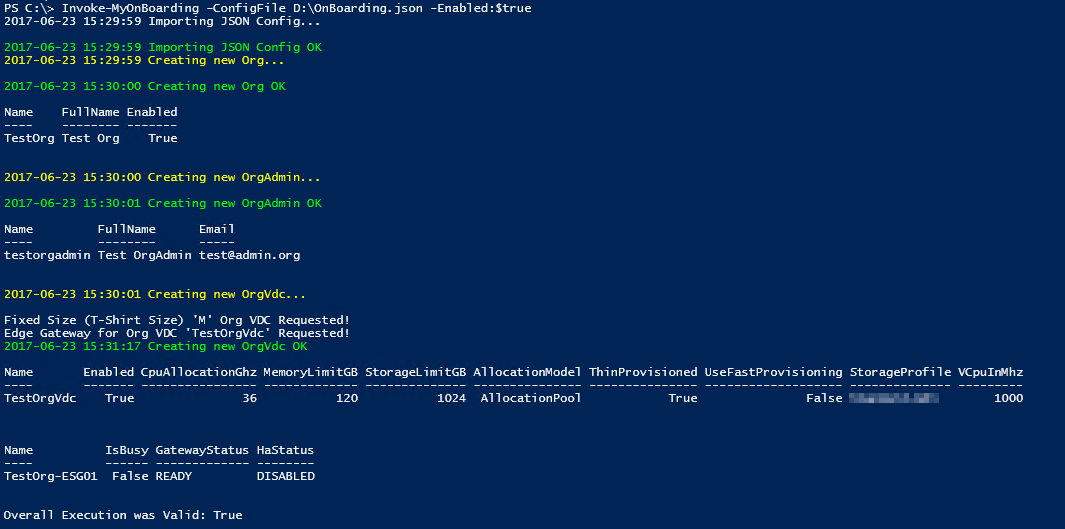 PS C:\> Invoke-MyOnBoarding -ConfigFile D:\OnBoarding.json -Enabled:$true
2017-06-23 15:29:59 Importing JSON Config...
2017-06-23 15:29:59 Importing JSON Config OK
2017-06-23 15:29:59 Creating new Org...
2017-06-23 15:30:00 Creating new Org OK
Name    FullName Enabled
----    -------- -------
TestOrg Test Org    True
2017-06-23 15:30:00 Creating new OrgAdmin...
2017-06-23 15:30:01 Creating new OrgAdmin OK
Name         FullName      Email
----         --------      -----
testorgadmin Test OrgAdmin test@admin.org
2017-06-23 15:30:01 Creating new OrgVdc...
Fixed Size (T-Shirt Size) 'M' Org VDC Requested!
Edge Gateway for Org VDC 'TestOrgVdc' Requested!
2017-06-23 15:31:17 Creating new OrgVdc OK
Name       Enabled CpuAllocationGhz MemoryLimitGB StorageLimitGB AllocationModel ThinProvisioned UseFastProvisioning StorageProfile VCpuInMhz
----       ------- ---------------- ------------- -------------- --------------- --------------- ------------------- -------------- ---------
TestOrgVdc    True               36           120           1024  AllocationPool            True               False                     1000
Name          IsBusy GatewayStatus HaStatus
----          ------ ------------- --------
TestOrg-ESG01  False READY         DISABLED
Overall Execution was Valid: True